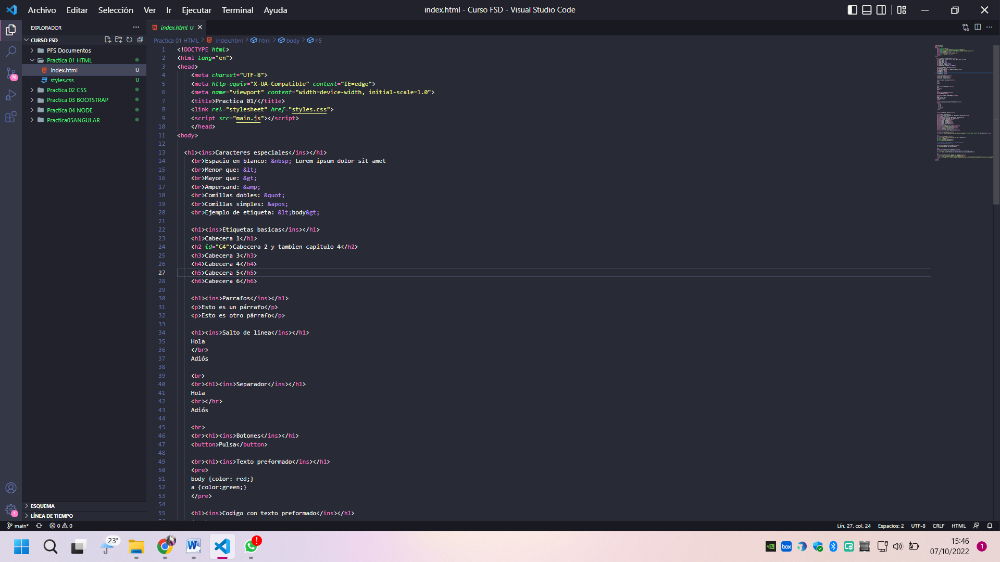 Archivo Editar Selección Ver Ir Ejecutar Terminal Ayuda
index.html - Curso FSD - Visual Studio Code
EXPLORADOR
CURSO FSD
PFS Documentos
Practica 01 HTML
index.html U
styles.css U
Practica 02 CSS
Practica 03 BOOTSTRAP
Practica 04 NODE
Practica05ANGULAR
ESQUEMA
LÍNEA DE TIEMPO
76
1
index.html U
Practica 01 HTML > index.html > html > body > h5
1 <!DOCTYPE html>
2 <html lang="en">
3 <head>
4 <meta charset="UTF-8">
5 <meta http-equiv="X-UA-Compatible" content="IE=edge">
6 <meta name="viewport" content="width=device-width, initial-scale=1.0">
7 <title>Practica 01/</title>
8 <link rel="stylesheet" href="styles.css">
9 <script src="main.js"></script>
10 </head>
11 <body>
12
13 <h1><ins>Caracteres especiales</ins></h1>
14 <br>Espacio en blanco: &nbsp; Lorem ipsum dolor sit amet
15 <br>Menor que: &lt;
16 <br>Mayor que: &gt;
17 <br>Ampersand: &amp;
18 <br>Comillas dobles: &quot;
19 <br>Comillas simples: &apos;
20 <br>Ejemplo de etiqueta: &lt;body&gt;
21
22 <h1><ins>Etiquetas basicas</ins></h1>
23 <h1>Cabecera 1</h1>
24 <h2 id="C4">Cabecera 2 y tambien capitulo 4</h2>
25 <h3>Cabecera 3</h3>
26 <h4>Cabecera 4</h4>
27 <h5>Cabecera 5</h5>
28 <h6>Cabecera 6</h6>
29
30 <h1><ins>Parrafos</ins></h1>
31 <p>Esto es un párrafo</p>
32 <p>Esto es otro párrafo</p>
33
34 <h1><ins>Salto de linea</ins></h1>
35 Hola
36 </br>
37 Adiós
38
39 <br>
40 <br><h1><ins>Separador</ins></h1>
41 Hola
42 <hr></hr>
43 Adiós
44
45 <br>
46 <br><h1><ins>Botones</ins></h1>
47 <button>Pulsa</button>
48
49 <br><h1><ins>Texto preformado</ins></h1>
50 <pre>
51 body {color: red;}
52 a {color:green;}
53 </pre>
54
55 <h1><ins>Codigo con texto preformado</ins></h1>
main* 0 0
Lín. 27, col. 24 Espacios: 2 UTF-8 CRLF HTML
23°
W
box
15:46
07/10/2022
1